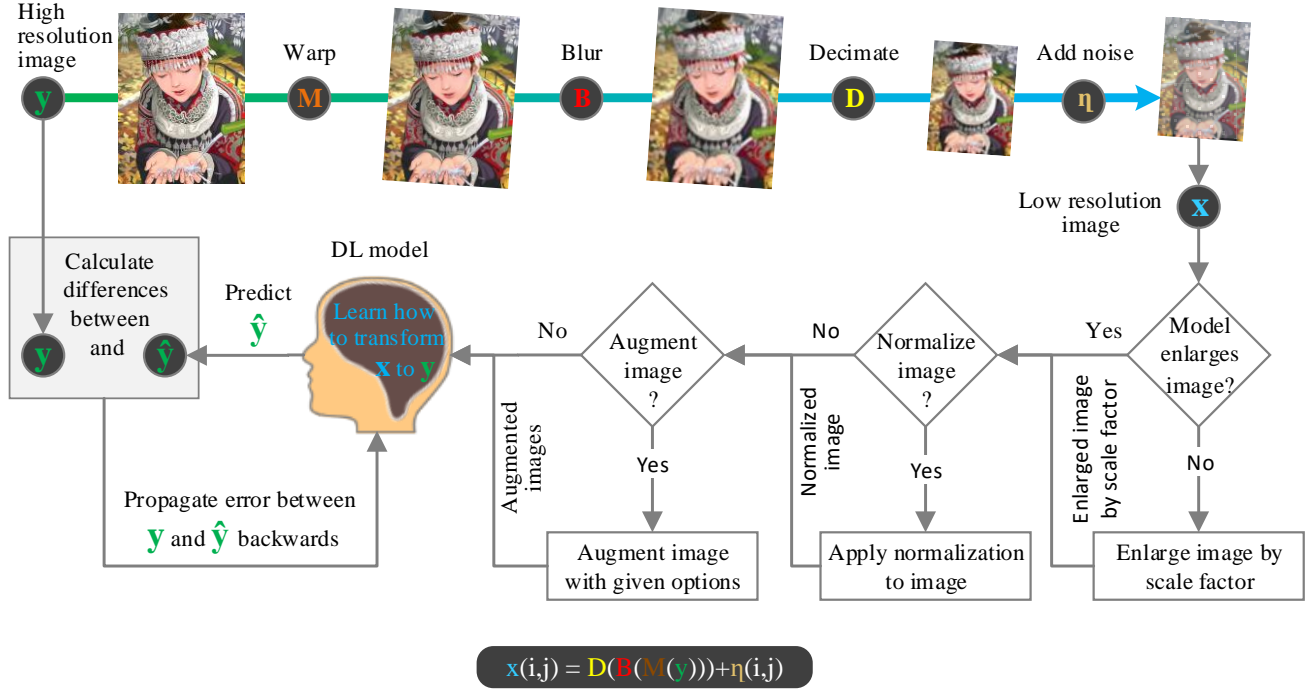 High
resolution
image
y
Warp
M
Blur
B
Decimate
D
Add noise
η
Low resolution
image
x
Model
enlarges
image?
Yes
No
Enlarge image by
scale factor
Enlarged image
by scale factor
Normalize
image
?
No
Yes
Apply normalization
to image
Normalized
image
Augment
image
?
No
Yes
Augment image
with given options
Augmented
images
DL model
Learn how
to transform
x to y
Predict
ŷ
Calculate
differences
between
and
y
ŷ
Propagate error between
y and ŷ backwards
x(i,j) = D(B(M(y)))+η(i,j)